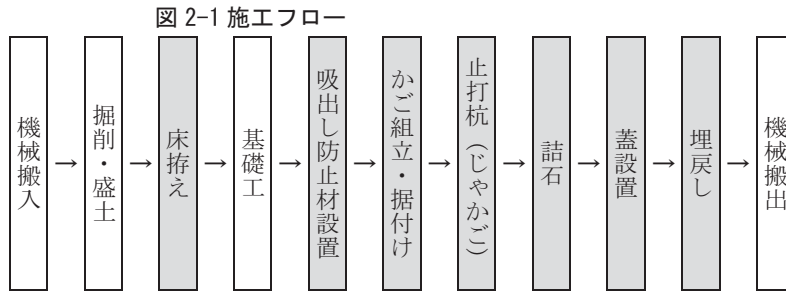 図 2-1 施工フロー
機械搬入
→
掘削・盛土
→
床拵え
→
基礎工
→
吸出し防止材設置
→
かご組立・据付け
→
止打杭(じゃかご)
→
詰石
→
蓋設置
→
埋戻し
→
機械搬出